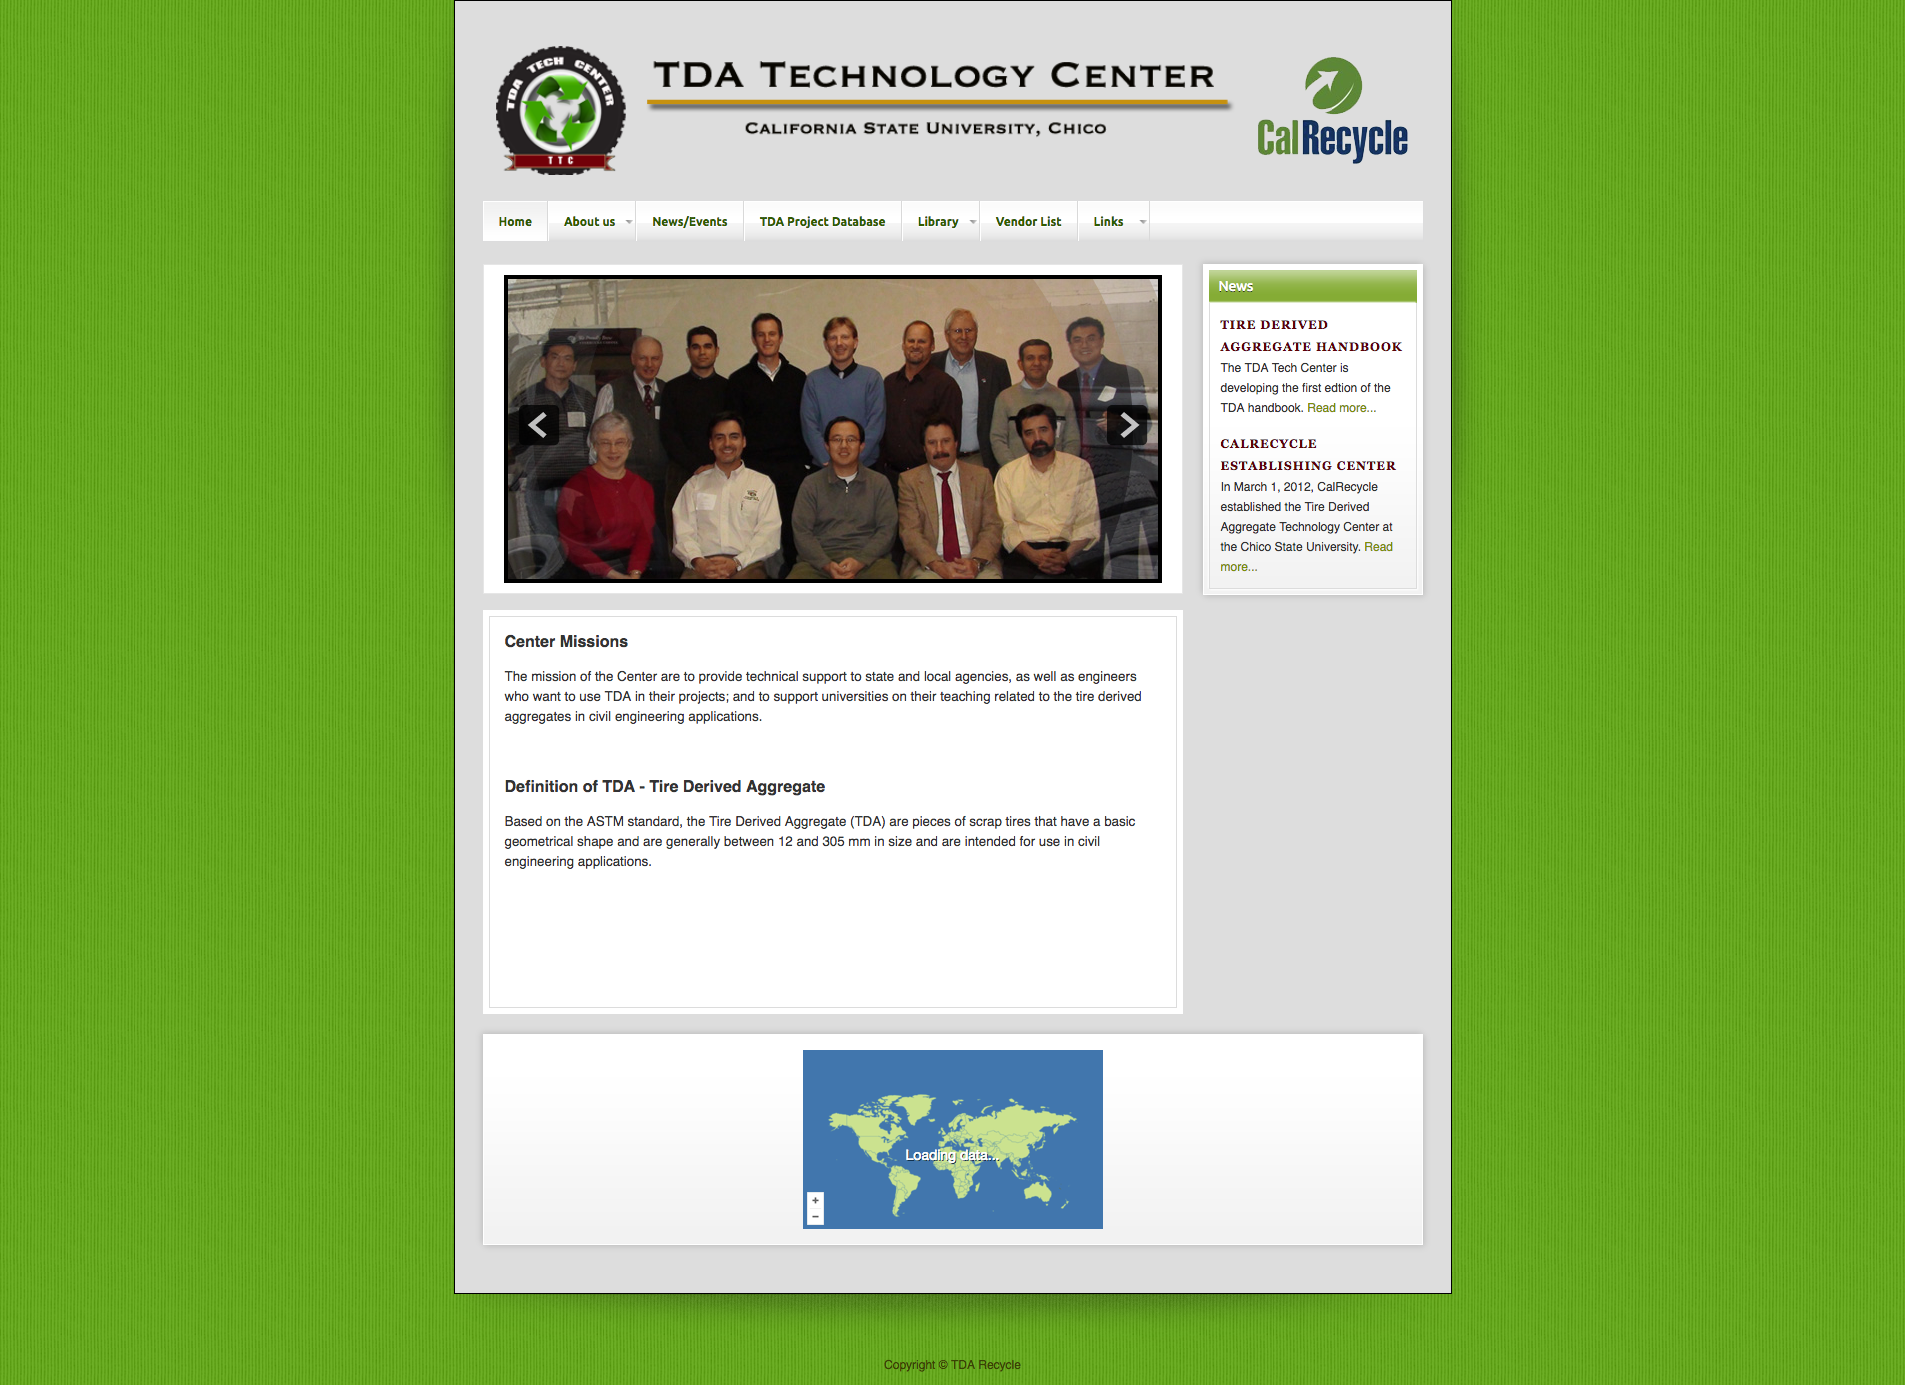 TDA TECH CENTER
TTC
TDA TECHNOLOGY CENTER
CALIFORNIA STATE UNIVERSITY, CHICO
CalRecycle
Home
About us
News/Events
TDA Project Database
Library
Vendor List
Links
News
TIRE DERIVED
AGGREGATE HANDBOOK
The TDA Tech Center is
developing the first edtion of the
TDA handbook. Read more...
CALRECYCLE
ESTABLISHING CENTER
In March 1, 2012, CalRecycle
established the Tire Derived
Aggregate Technology Center at
the Chico State University. Read
more...
Center Missions
The mission of the Center are to provide technical support to state and local agencies, as well as engineers
who want to use TDA in their projects; and to support universities on their teaching related to the tire derived
aggregates in civil engineering applications.
Definition of TDA - Tire Derived Aggregate
Based on the ASTM standard, the Tire Derived Aggregate (TDA) are pieces of scrap tires that have a basic
geometrical shape and are generally between 12 and 305 mm in size and are intended for use in civil
engineering applications.
Loading data...
+
−
Copyright © TDA Recycle